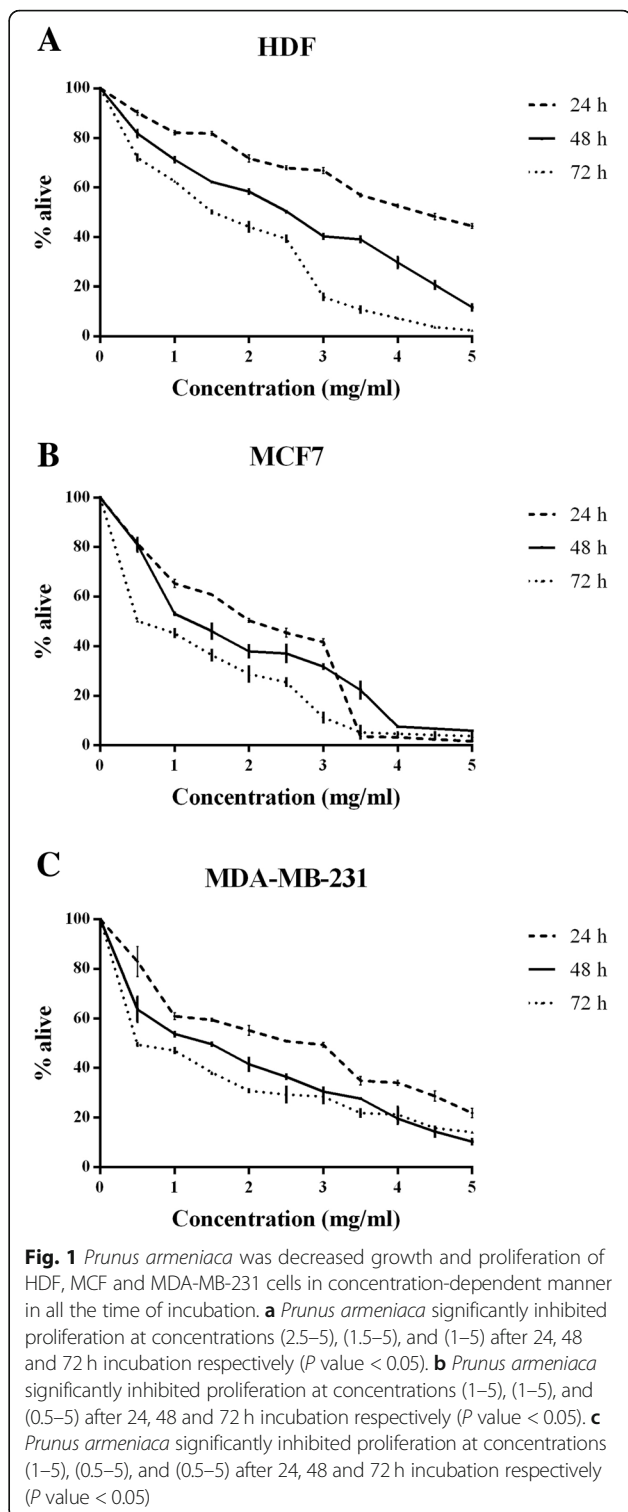 A
HDF
100
80
60
40
20
0
% alive
0 1 2 3 4 5
Concentration (mg/ml)
24 h
48 h
72 h
B
MCF7
100
80
60
40
20
0
% alive
0 1 2 3 4 5
Concentration (mg/ml)
24 h
48 h
72 h
C
MDA-MB-231
100
80
60
40
20
0
% alive
0 1 2 3 4 5
Concentration (mg/ml)
24 h
48 h
72 h
Fig. 1 Prunus armeniaca was decreased growth and proliferation of
HDF, MCF and MDA-MB-231 cells in concentration-dependent manner
in all the time of incubation. a Prunus armeniaca significantly inhibited
proliferation at concentrations (2.5–5), (1.5–5), and (1–5) after 24, 48
and 72 h incubation respectively (P value < 0.05). b Prunus armeniaca
significantly inhibited proliferation at concentrations (1–5), (1–5), and
(0.5–5) after 24, 48 and 72 h incubation respectively (P value < 0.05). c
Prunus armeniaca significantly inhibited proliferation at concentrations
(1–5), (0.5–5), and (0.5–5) after 24, 48 and 72 h incubation respectively
(P value < 0.05)